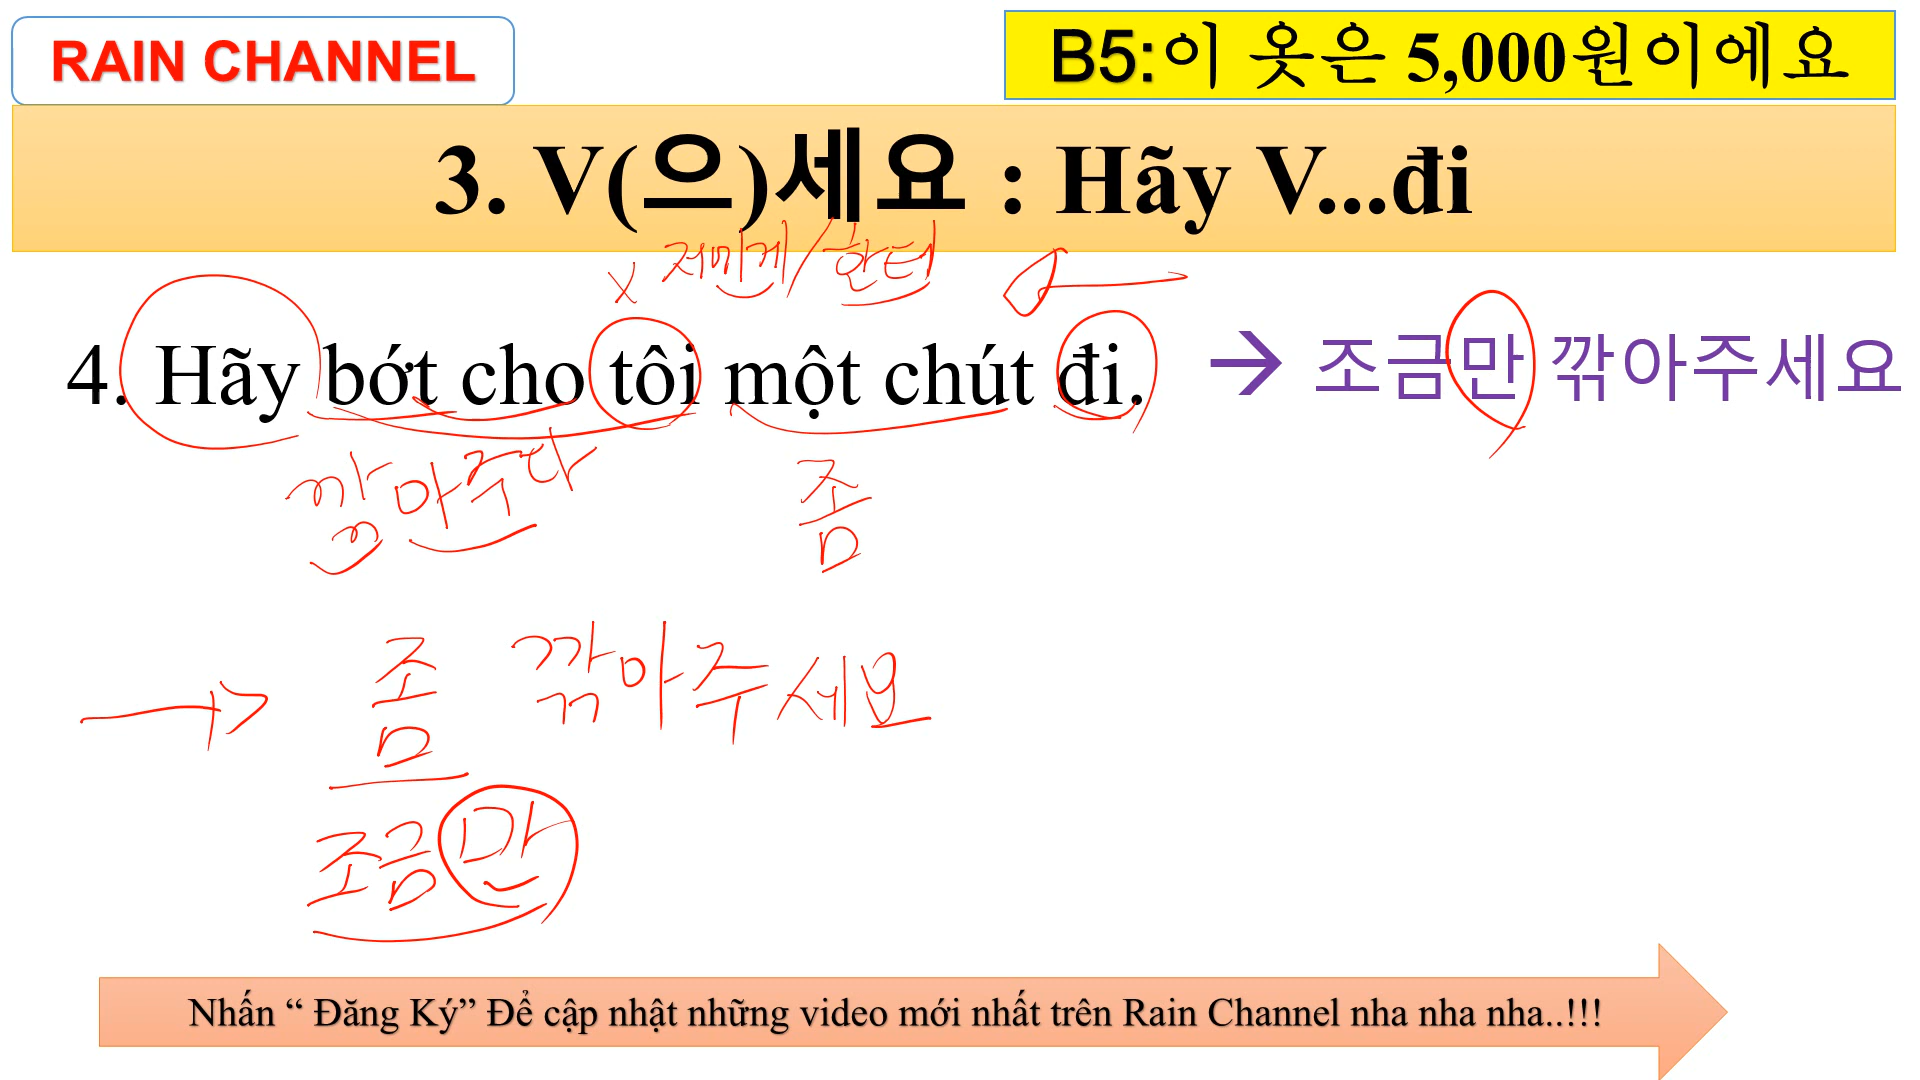 RAIN CHANNEL
B5:이 옷은 5,000원이에요
3. V(으)세요 : Hãy V...đi
x 저에게/한테
4. Hãy bớt cho tôi một chút đi. → 조금만 깎아주세요
깎아주다
좀
→ 좀 깎아주세요
조금만
Nhấn “ Đăng Ký” Để cập nhật những video mới nhất trên Rain Channel nha nha nha..!!!